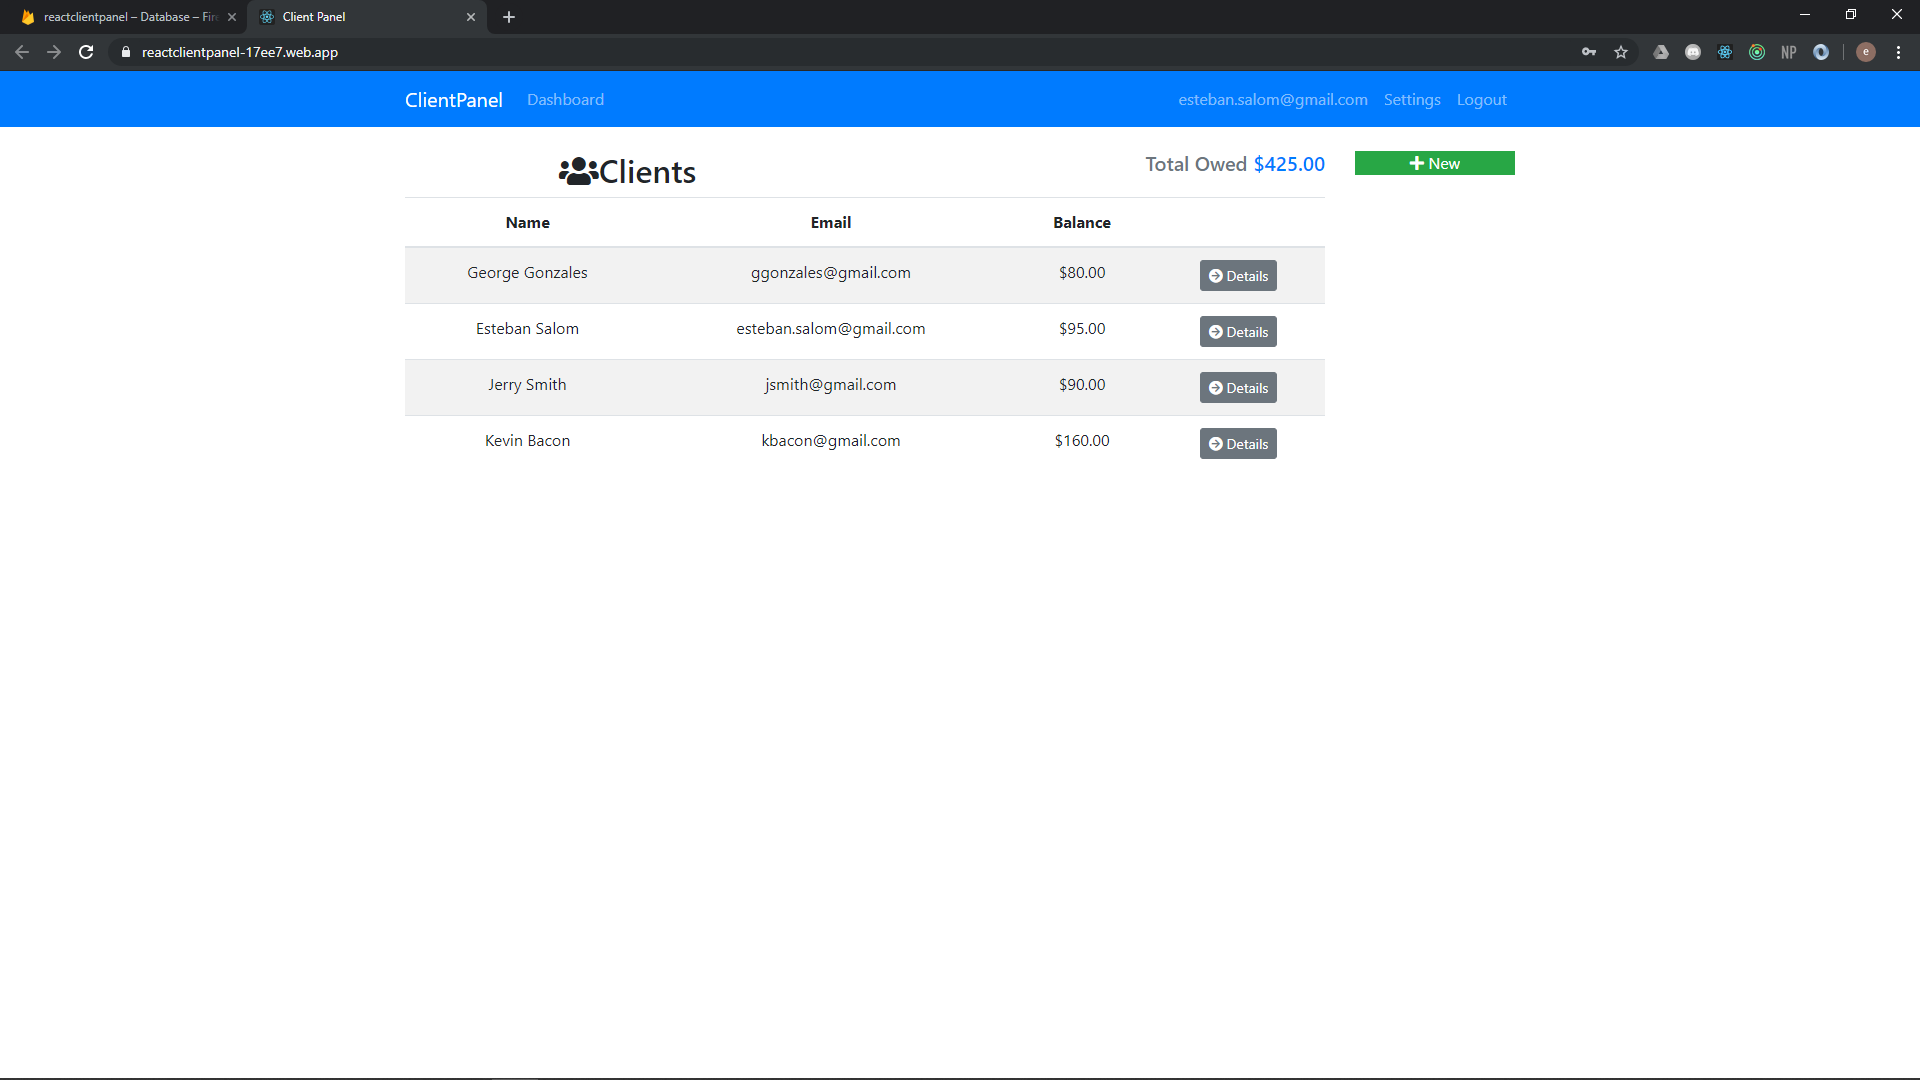 reactclientpanel – Database – Fir
Client Panel
reactclientpanel-17ee7.web.app
NP
e
ClientPanel Dashboard esteban.salom@gmail.com Settings Logout
Clients Total Owed $425.00 New
Name Email Balance
George Gonzales ggonzales@gmail.com $80.00 Details
Esteban Salom esteban.salom@gmail.com $95.00 Details
Jerry Smith jsmith@gmail.com $90.00 Details
Kevin Bacon kbacon@gmail.com $160.00 Details